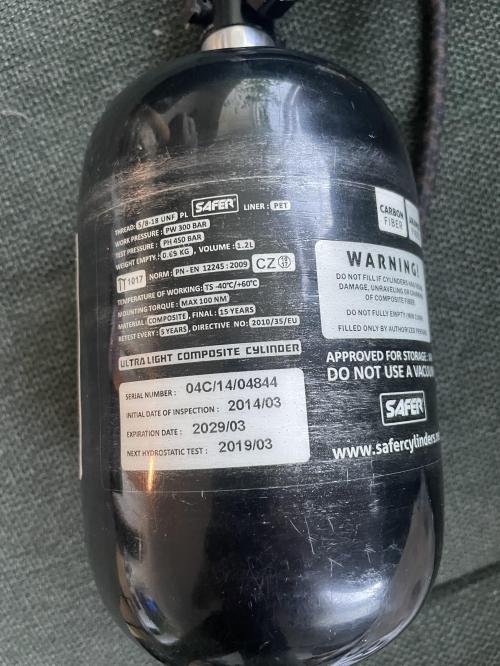 THREAD: 5/8-18 UNF PL SAFER LINER: PET
WORK PRESSURE: PW 300 BAR
TEST PRESSURE: PH 450 BAR
WEIGHT EMPTY: 0.69 KG, VOLUME: 1.2L
1017 NORM: PN-EN 12245:2009 CZ
TEMPERATURE OF WORKING: TS -40°C/+60°C
MOUNTING TORQUE: MAX 100 NM
MATERIAL COMPOSITE, FINAL: 15 YEARS
RETEST EVERY: 5 YEARS, DIRECTIVE NO: 2010/35/EU
ULTRA LIGHT COMPOSITE CYLINDER
SERIAL NUMBER: 04C/14/04844
INITIAL DATE OF INSPECTION: 2014/03
EXPIRATION DATE: 2029/03
NEXT HYDROSTATIC TEST: 2019/03
CARBON
FIBER
WARNING!
DO NOT FILL IF CYLINDERS
DAMAGE, UNRAVELING OR
OF COMPOSITE FIBER
DO NOT FULLY EMPTY
FILLED ONLY BY AUTHORIZED
APPROVED FOR STORAGE:
DO NOT USE A
SAFER
www.safercylinders